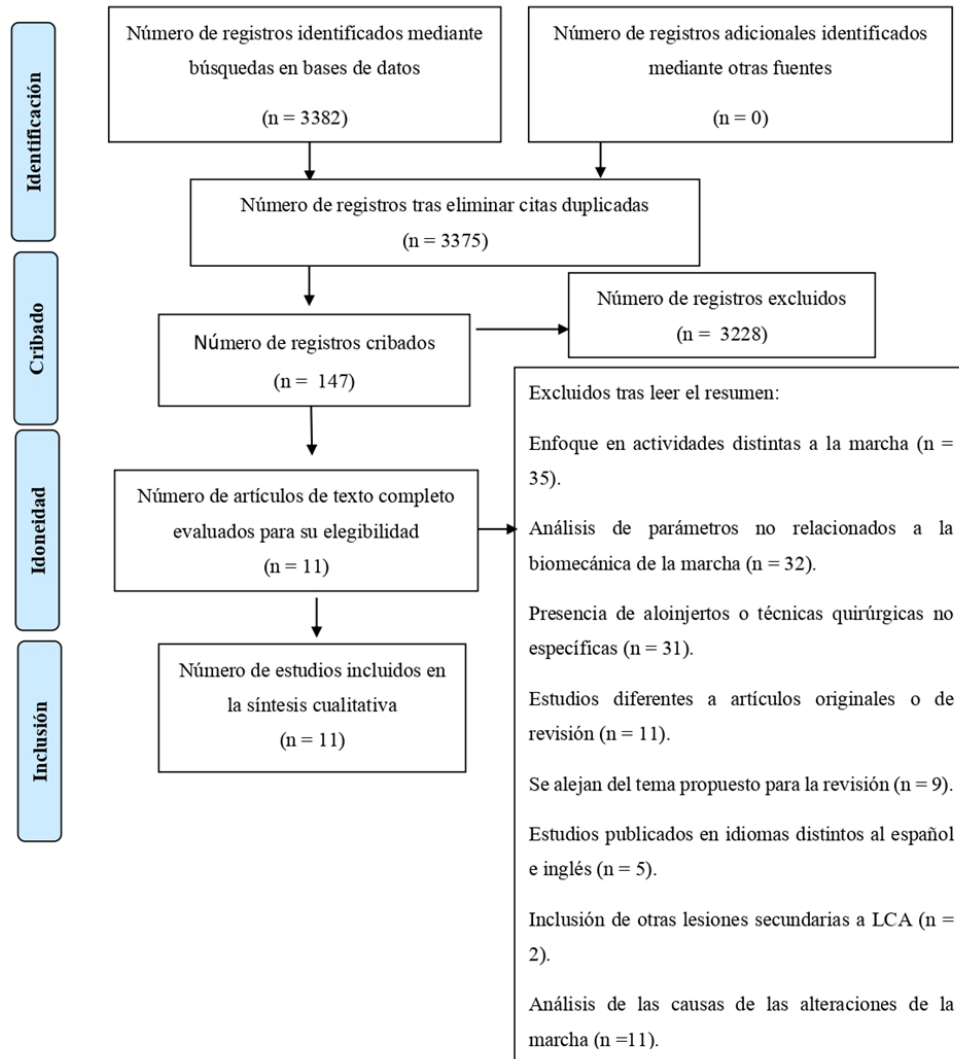 Identificación
Número de registros identificados mediante
búsquedas en bases de datos
(n = 3382)
Número de registros adicionales identificados
mediante otras fuentes
(n = 0)
Número de registros tras eliminar citas duplicadas
(n = 3375)
Cribado
Número de registros cribados
(n = 147)
Número de registros excluidos
(n = 3228)
Idoneidad
Número de artículos de texto completo
evaluados para su elegibilidad
(n = 11)
Excluidos tras leer el resumen:
Enfoque en actividades distintas a la marcha (n =
35).
Análisis de parámetros no relacionados a la
biomecánica de la marcha (n = 32).
Presencia de aloinjertos o técnicas quirúrgicas no
específicas (n = 31).
Estudios diferentes a artículos originales o de
revisión (n = 11).
Se alejan del tema propuesto para la revisión (n = 9).
Estudios publicados en idiomas distintos al español
e inglés (n = 5).
Inclusión de otras lesiones secundarias a LCA (n =
2).
Análisis de las causas de las alteraciones de la
marcha (n =11).
Inclusión
Número de estudios incluidos en
la síntesis cualitativa
(n = 11)